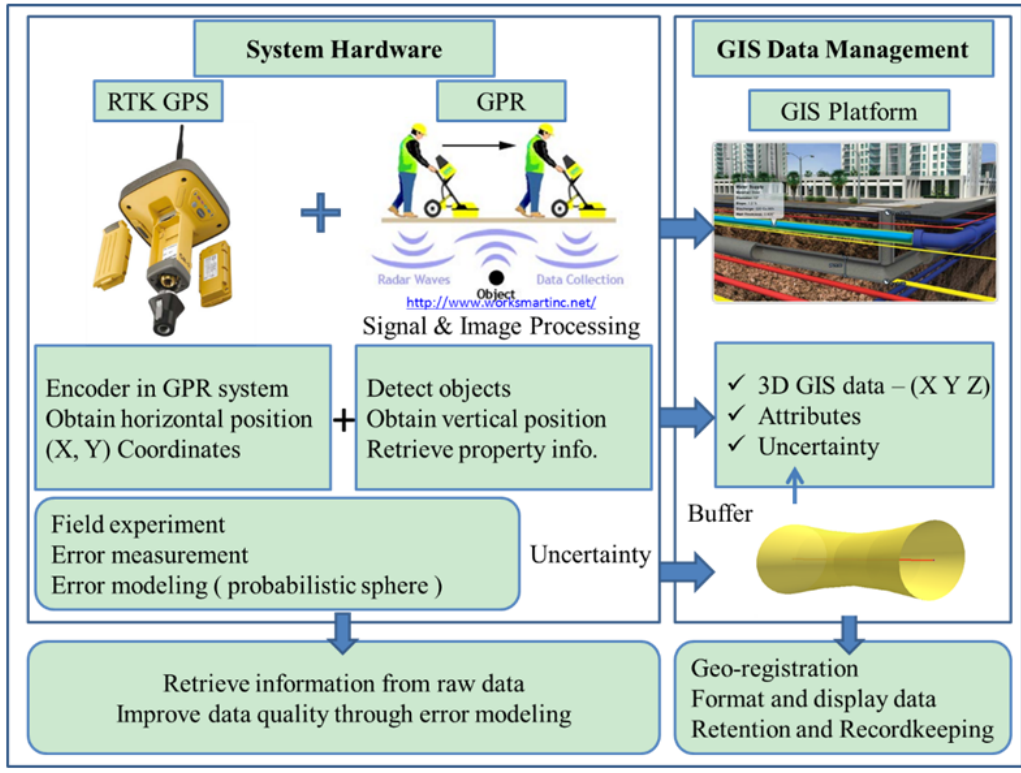 System Hardware
GIS Data Management
RTK GPS
GPR
GIS Platform
Radar Waves
Data Collection
Object
http://www.worksmartinc.net/
Signal & Image Processing
Encoder in GPR system
Obtain horizontal position
(X, Y) Coordinates
+
Detect objects
Obtain vertical position
Retrieve property info.
✓ 3D GIS data – (X Y Z)
✓ Attributes
✓ Uncertainty
Field experiment
Error measurement
Error modeling ( probabilistic sphere )
Uncertainty
Buffer
Retrieve information from raw data
Improve data quality through error modeling
Geo-registration
Format and display data
Retention and Recordkeeping